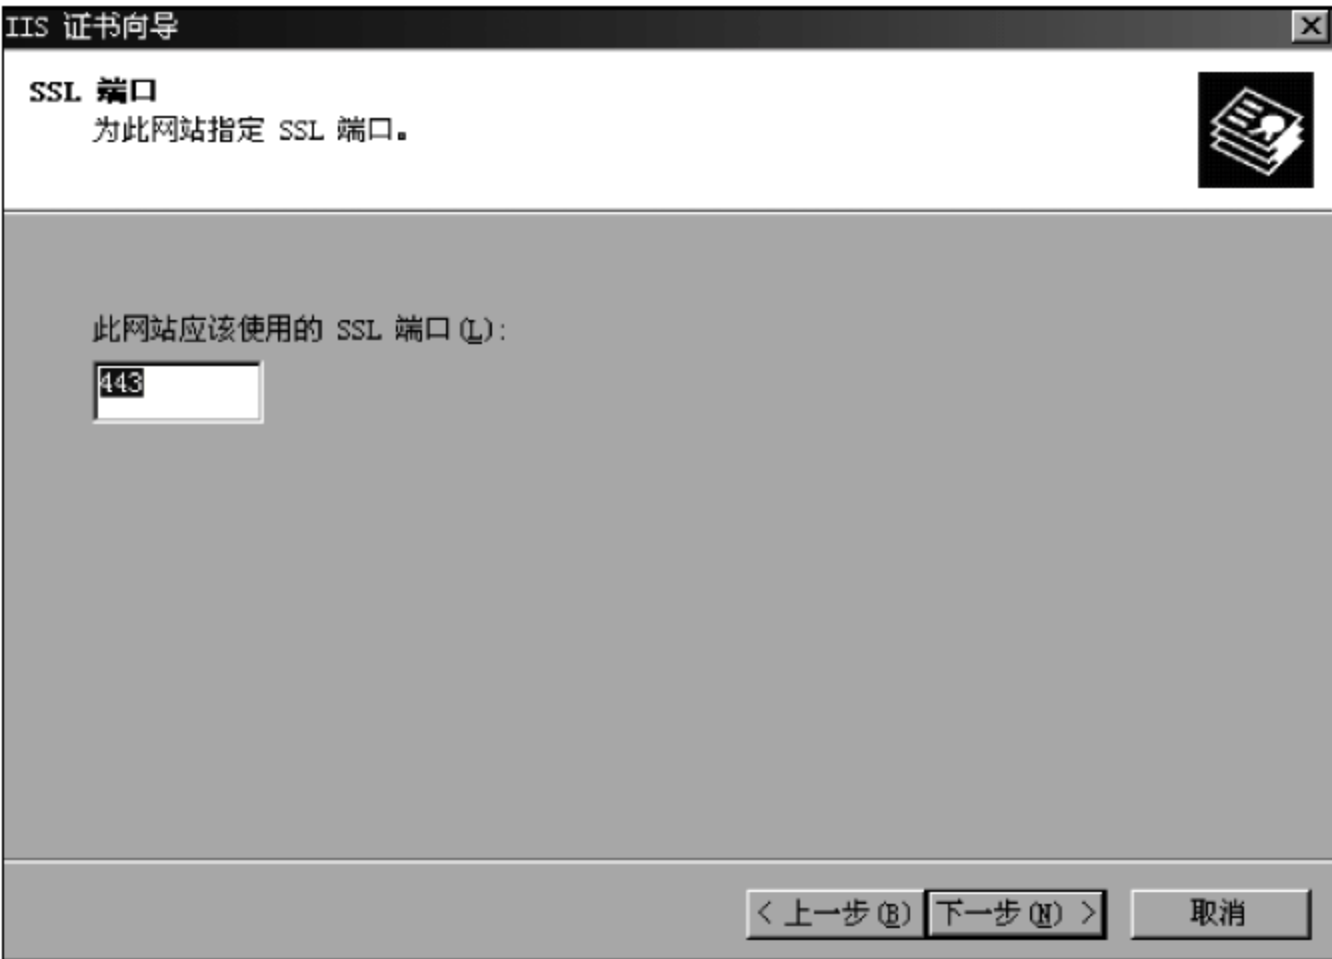 IIS 证书向导
SSL 端口
为此网站指定 SSL 端口。
此网站应该使用的 SSL 端口(L):
443
< 上一步(B) 下一步(N) > 取消